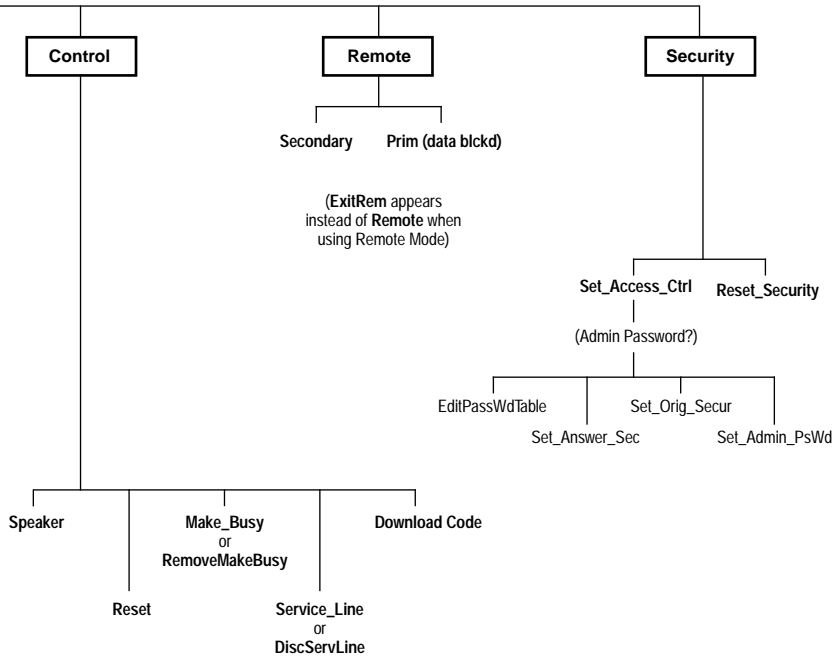 Control
Remote
Security
Secondary
Prim (data blckd)
(ExitRem appears
instead of Remote when
using Remote Mode)
Set_Access_Ctrl
Reset_Security
(Admin Password?)
EditPassWdTable
Set_Orig_Secur
Set_Answer_Sec
Set_Admin_PsWd
Speaker
Make_Busy
or
RemoveMakeBusy
Download Code
Reset
Service_Line
or
DiscServLine